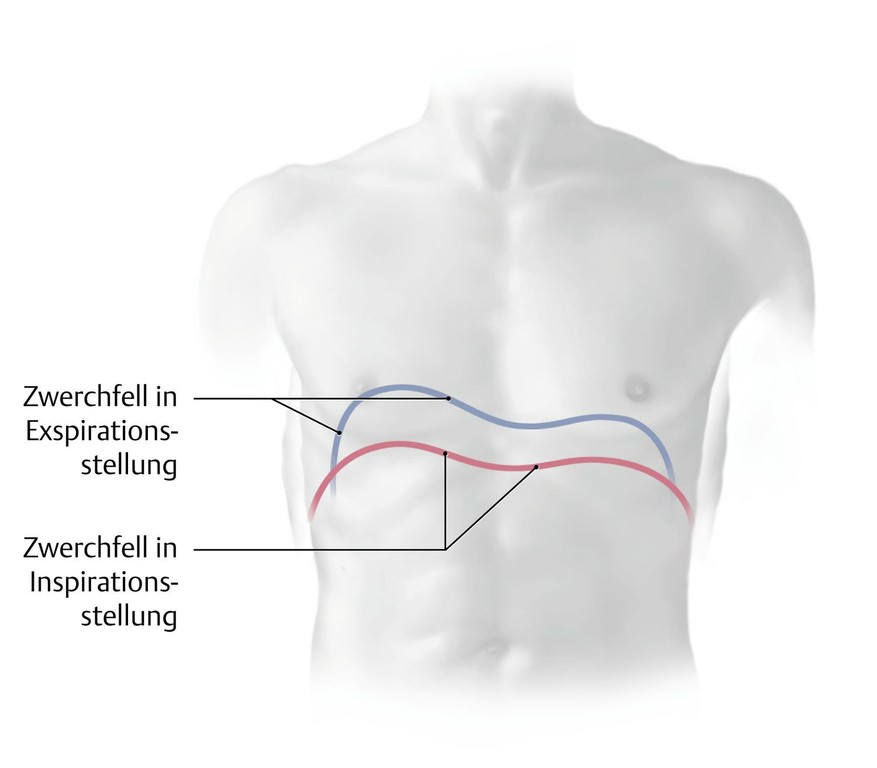 Zwerchfell in
Exspirations-
stellung
Zwerchfell in
Inspirations-
stellung